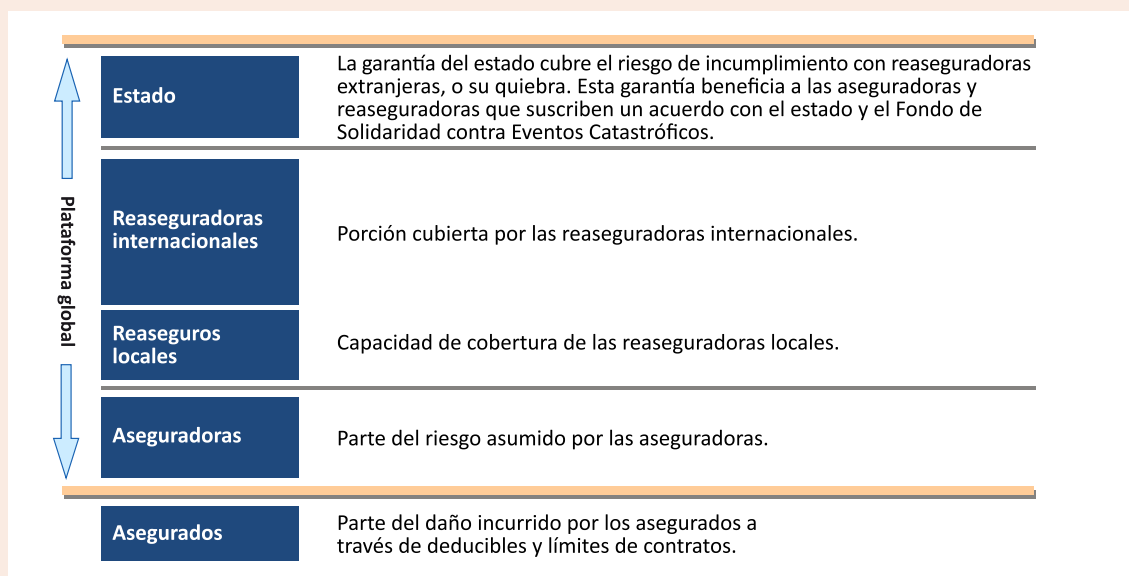 Plataforma global
Estado
La garantía del estado cubre el riesgo de incumplimiento con reaseguradoras
extranjeras, o su quiebra. Esta garantía beneficia a las aseguradoras y
reaseguradoras que suscriben un acuerdo con el estado y el Fondo de
Solidaridad contra Eventos Catastróficos.
Reaseguradoras
internacionales
Porción cubierta por las reaseguradoras internacionales.
Reaseguros
locales
Capacidad de cobertura de las reaseguradoras locales.
Aseguradoras
Parte del riesgo asumido por las aseguradoras.
Asegurados
Parte del daño incurrido por los asegurados a
través de deducibles y límites de contratos.